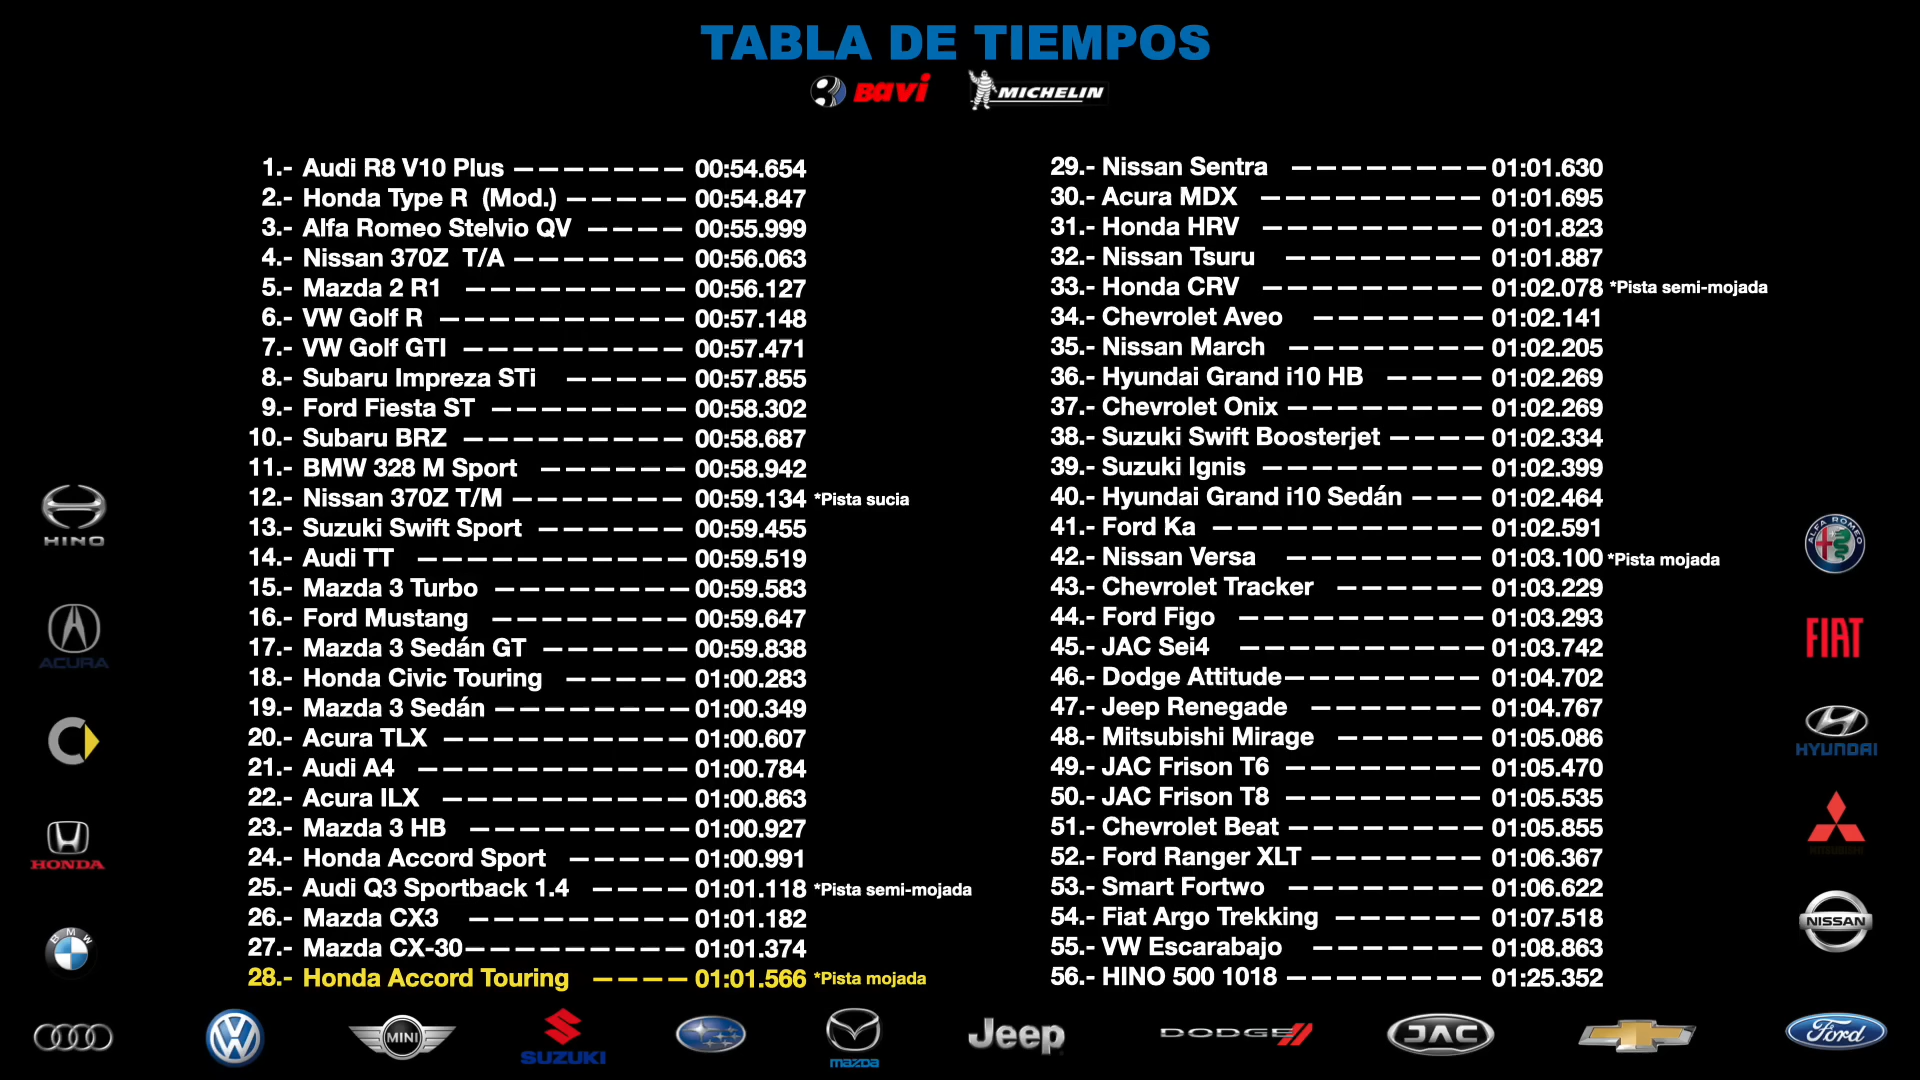 TABLA DE TIEMPOS
BAVI MICHELIN
1.- Audi R8 V10 Plus ––––––– 00:54.654
2.- Honda Type R (Mod.) ––––– 00:54.847
3.- Alfa Romeo Stelvio QV –––– 00:55.999
4.- Nissan 370Z T/A ––––––– 00:56.063
5.- Mazda 2 R1 ––––––––– 00:56.127
6.- VW Golf R –––––––––– 00:57.148
7.- VW Golf GTI ––––––––– 00:57.471
8.- Subaru Impreza STi ––––– 00:57.855
9.- Ford Fiesta ST –––––––– 00:58.302
10.- Subaru BRZ ––––––––– 00:58.687
11.- BMW 328 M Sport –––––– 00:58.942
12.- Nissan 370Z T/M ––––––– 00:59.134 *Pista sucia
13.- Suzuki Swift Sport –––––– 00:59.455
14.- Audi TT ––––––––––– 00:59.519
15.- Mazda 3 Turbo –––––––– 00:59.583
16.- Ford Mustang –––––––– 00:59.647
17.- Mazda 3 Sedán GT –––––– 00:59.838
18.- Honda Civic Touring ––––– 01:00.283
19.- Mazda 3 Sedán –––––––– 01:00.349
20.- Acura TLX –––––––––– 01:00.607
21.- Audi A4 ––––––––––– 01:00.784
22.- Acura ILX –––––––––– 01:00.863
23.- Mazda 3 HB ––––––––– 01:00.927
24.- Honda Accord Sport ––––– 01:00.991
25.- Audi Q3 Sportback 1.4 –––– 01:01.118 *Pista semi-mojada
26.- Mazda CX3 ––––––––– 01:01.182
27.- Mazda CX-30––––––––– 01:01.374
28.- Honda Accord Touring –––– 01:01.566 *Pista mojada
29.- Nissan Sentra –––––––– 01:01.630
30.- Acura MDX ––––––––– 01:01.695
31.- Honda HRV ––––––––– 01:01.823
32.- Nissan Tsuru –––––––– 01:01.887
33.- Honda CRV ––––––––– 01:02.078 *Pista semi-mojada
34.- Chevrolet Aveo ––––––– 01:02.141
35.- Nissan March –––––––– 01:02.205
36.- Hyundai Grand i10 HB –––– 01:02.269
37.- Chevrolet Onix –––––––– 01:02.269
38.- Suzuki Swift Boosterjet –––– 01:02.334
39.- Suzuki Ignis ––––––––– 01:02.399
40.- Hyundai Grand i10 Sedán ––– 01:02.464
41.- Ford Ka ––––––––––– 01:02.591
42.- Nissan Versa –––––––– 01:03.100 *Pista mojada
43.- Chevrolet Tracker –––––– 01:03.229
44.- Ford Figo –––––––––– 01:03.293
45.- JAC Sei4 –––––––––– 01:03.742
46.- Dodge Attitude–––––––– 01:04.702
47.- Jeep Renegade ––––––– 01:04.767
48.- Mitsubishi Mirage –––––– 01:05.086
49.- JAC Frison T6 –––––––– 01:05.470
50.- JAC Frison T8 –––––––– 01:05.535
51.- Chevrolet Beat –––––––– 01:05.855
52.- Ford Ranger XLT ––––––– 01:06.367
53.- Smart Fortwo –––––––– 01:06.622
54.- Fiat Argo Trekking –––––– 01:07.518
55.- VW Escarabajo ––––––– 01:08.863
56.- HINO 500 1018 –––––––– 01:25.352
HINO
ACURA
HONDA
BMW
ALFA ROMEO
FIAT
HYUNDAI
MITSUBISHI
NISSAN
MINI
SUZUKI
mazda
Jeep
DODGE
JAC
Ford